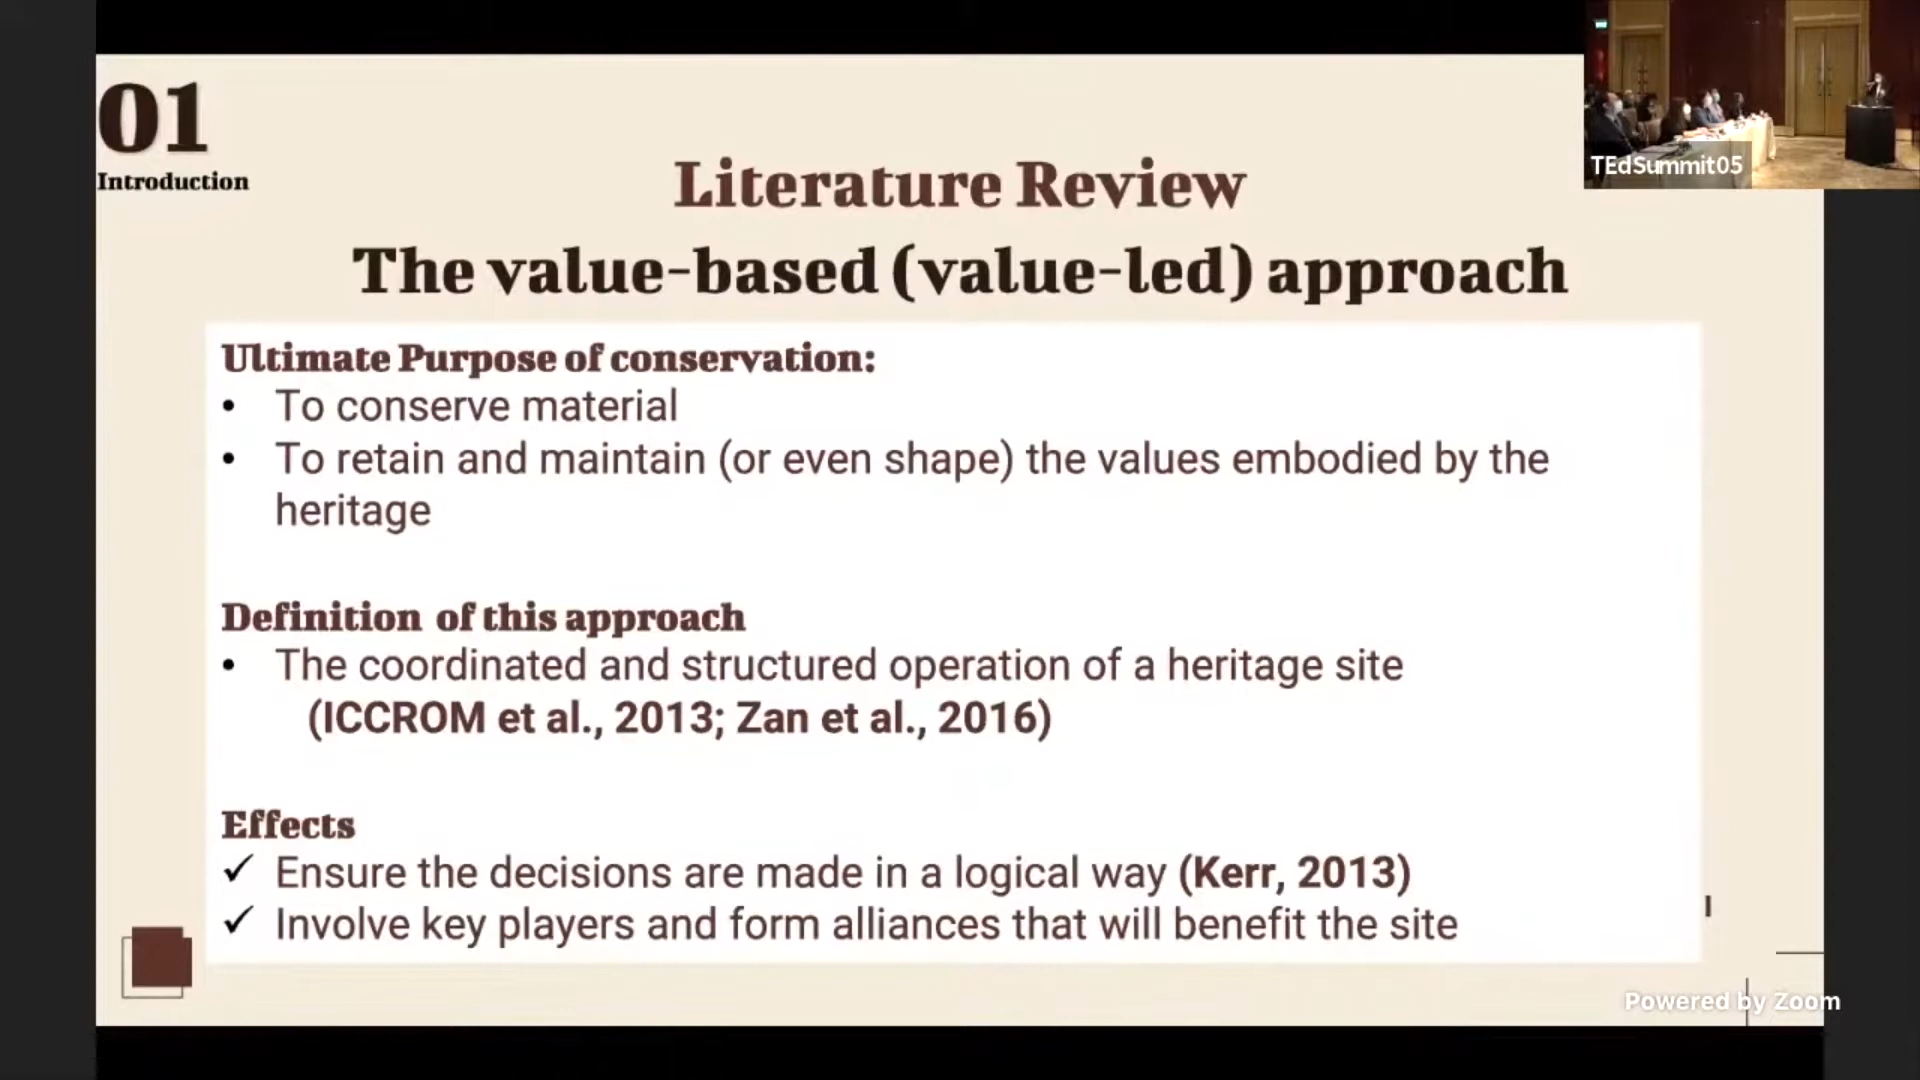 01
Introduction
TEdSummit05
Literature Review
The value-based (value-led) approach
Ultimate Purpose of conservation:
• To conserve material
• To retain and maintain (or even shape) the values embodied by the
heritage
Definition of this approach
• The coordinated and structured operation of a heritage site
(ICCROM et al., 2013; Zan et al., 2016)
Effects
✓ Ensure the decisions are made in a logical way (Kerr, 2013)
✓ Involve key players and form alliances that will benefit the site
Powered by Zoom